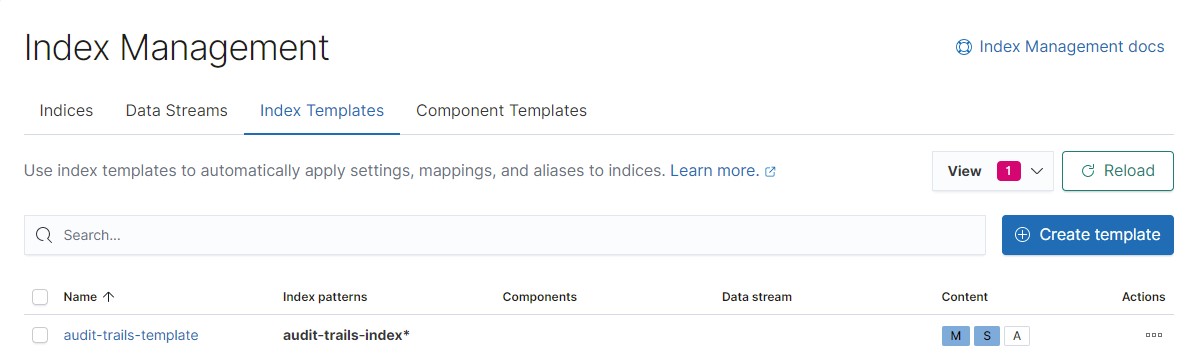 Index Management
Index Management docs
Indices Data Streams Index Templates Component Templates
Use index templates to automatically apply settings, mappings, and aliases to indices. Learn more.
View 1 Reload
Search...
Create template
Name Index patterns Components Data stream Content Actions
audit-trails-template audit-trails-index* M S A